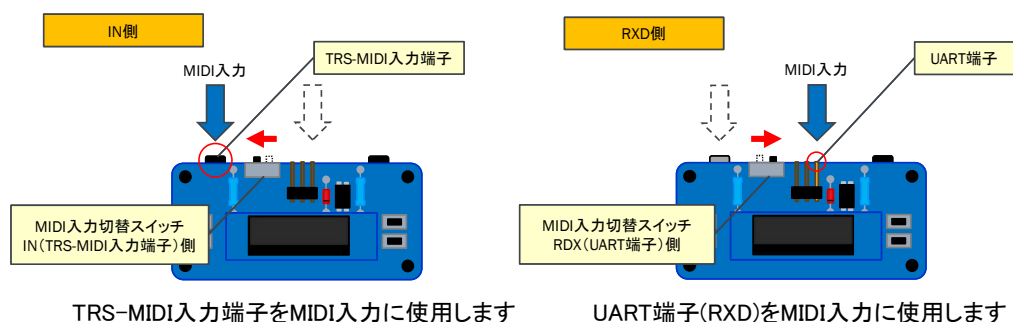 IN側
TRS-MIDI入力端子
MIDI入力
MIDI入力切替スイッチ
IN(TRS-MIDI入力端子)側
TRS-MIDI入力端子をMIDI入力に使用します
RXD側
UART端子
MIDI入力
MIDI入力切替スイッチ
RDX(UART端子)側
UART端子(RXD)をMIDI入力に使用します